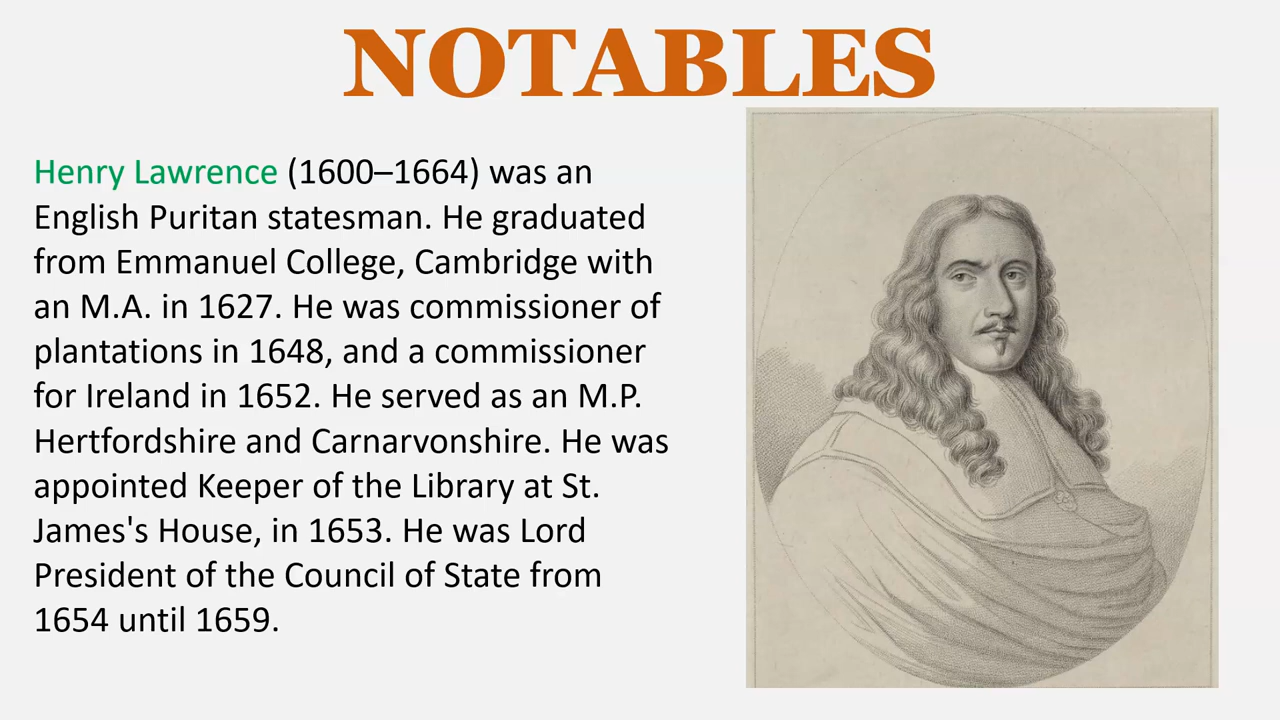 NOTABLES
Henry Lawrence (1600–1664) was an
English Puritan statesman. He graduated
from Emmanuel College, Cambridge with
an M.A. in 1627. He was commissioner of
plantations in 1648, and a commissioner
for Ireland in 1652. He served as an M.P.
Hertfordshire and Carnarvonshire. He was
appointed Keeper of the Library at St.
James's House, in 1653. He was Lord
President of the Council of State from
1654 until 1659.